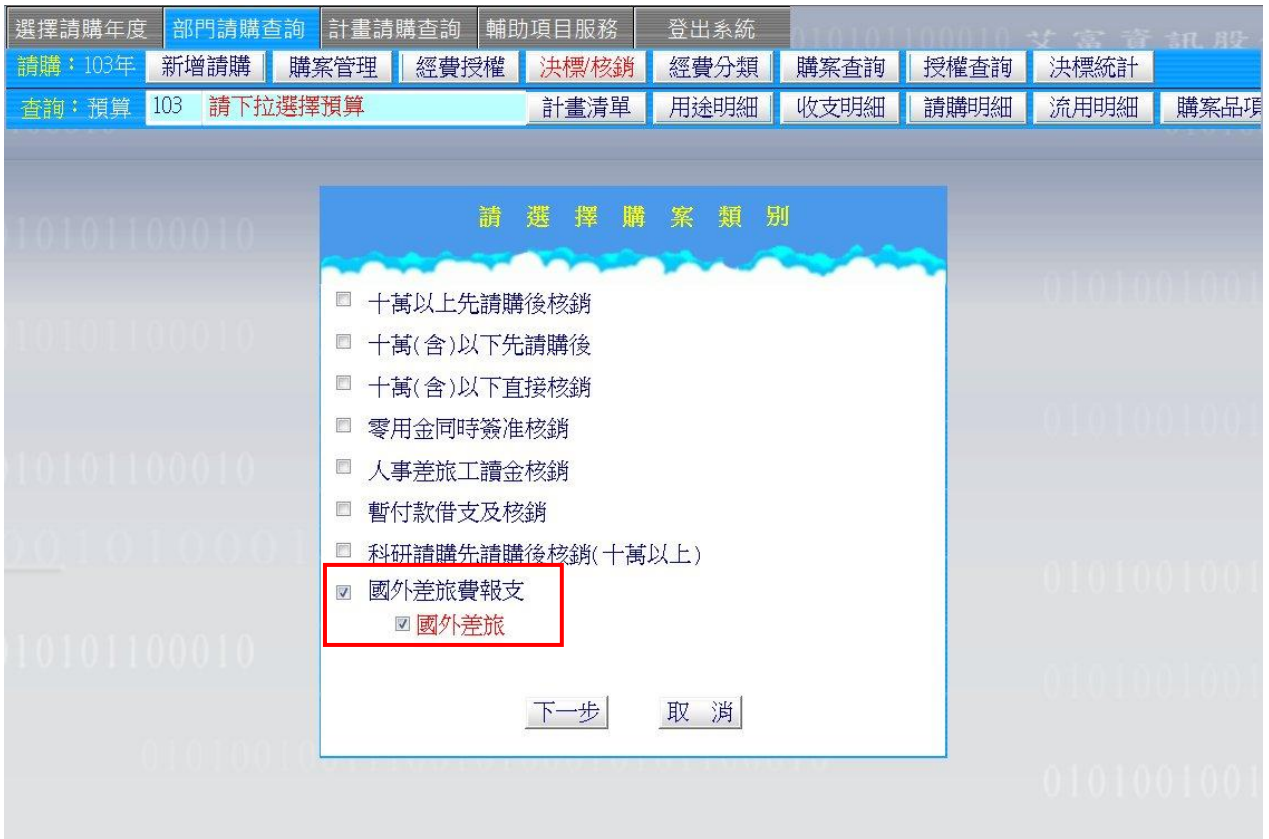 選擇請購年度 部門請購查詢 計畫請購查詢 輔助項目服務 登出系統
艾富資訊股
請購：103年 新增請購 購案管理 經費授權 決標/核銷 經費分類 購案查詢 授權查詢 決標統計
查詢：預算 103 請下拉選擇預算 計畫清單 用途明細 收支明細 請購明細 流用明細 購案品項
請選擇購案類別
十萬以上先請購後核銷
十萬(含)以下先請購後
十萬(含)以下直接核銷
零用金同時簽准核銷
人事差旅工讀金核銷
暫付款借支及核銷
科研請購先請購後核銷(十萬以上)
國外差旅費報支
國外差旅
下一步 取消